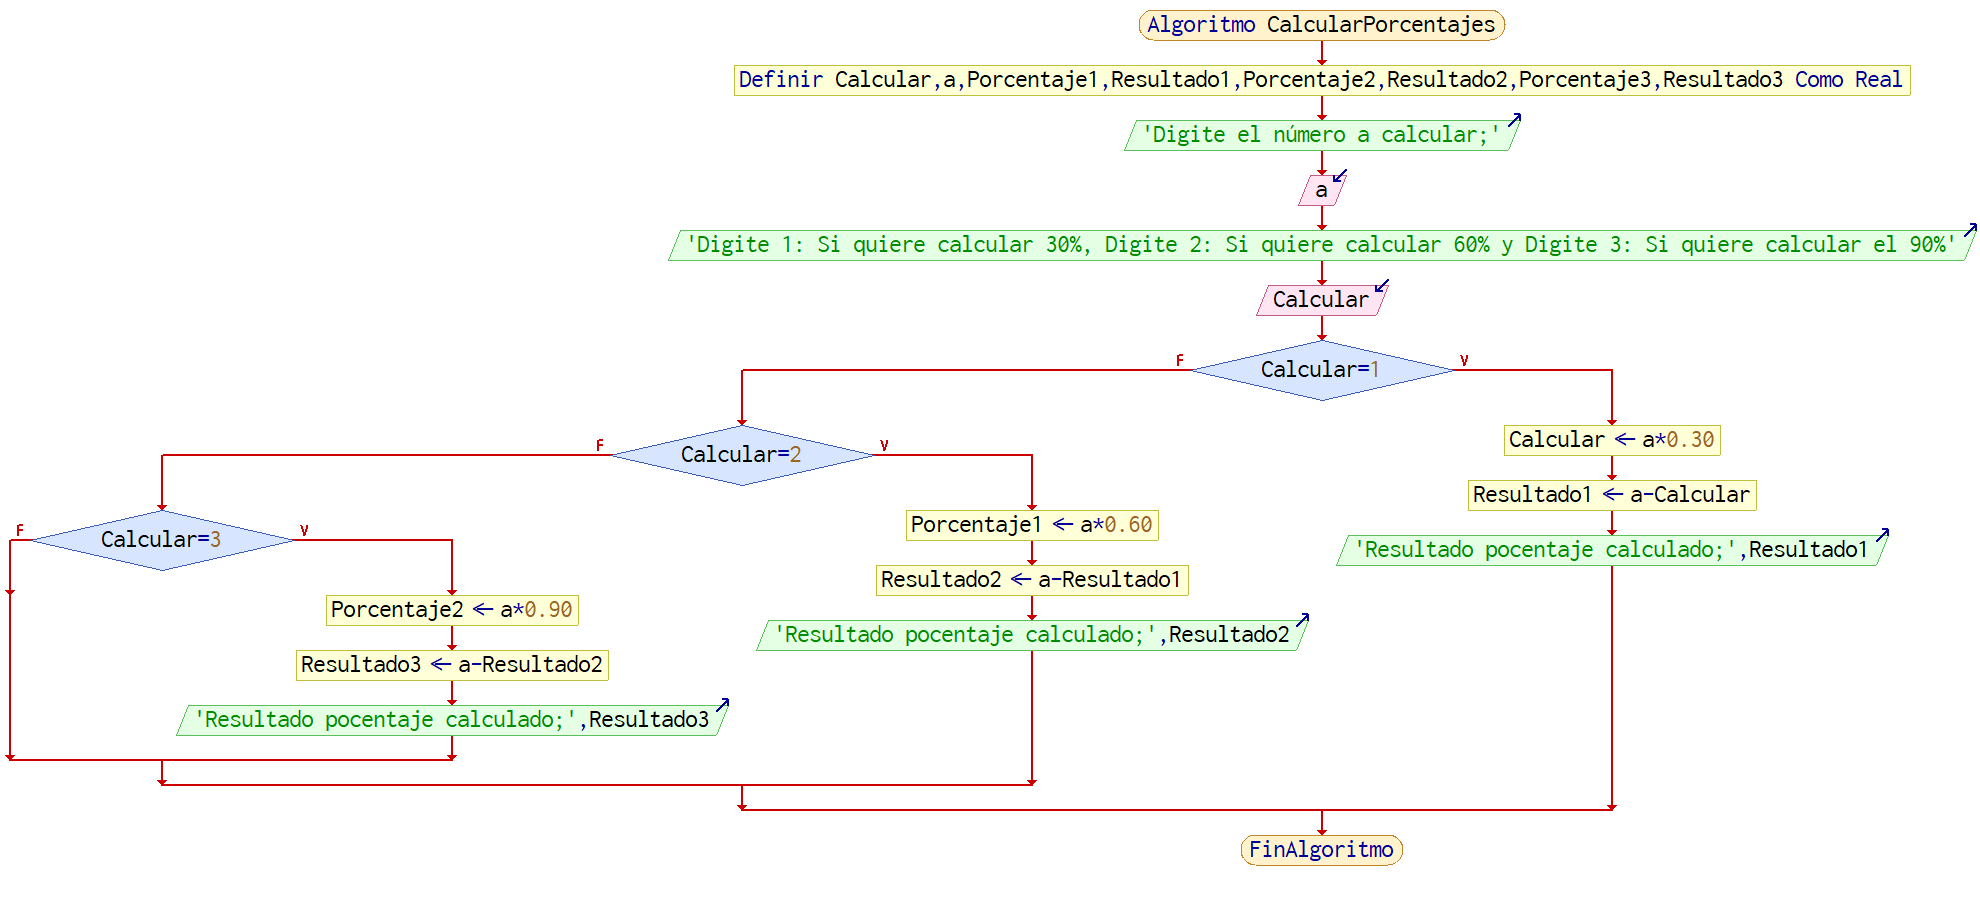 Algoritmo CalcularPorcentajes
Definir Calcular,a,Porcentaje1,Resultado1,Porcentaje2,Resultado2,Porcentaje3,Resultado3 Como Real
'Digite el número a calcular;'
a
'Digite 1: Si quiere calcular 30%, Digite 2: Si quiere calcular 60% y Digite 3: Si quiere calcular el 90%'
Calcular
F
Calcular=1
V
Calcular ← a*0.30
Resultado1 ← a-Calcular
'Resultado pocentaje calculado;',Resultado1
F
Calcular=2
V
Porcentaje1 ← a*0.60
Resultado2 ← a-Resultado1
'Resultado pocentaje calculado;',Resultado2
F
Calcular=3
V
Porcentaje2 ← a*0.90
Resultado3 ← a-Resultado2
'Resultado pocentaje calculado;',Resultado3
FinAlgoritmo